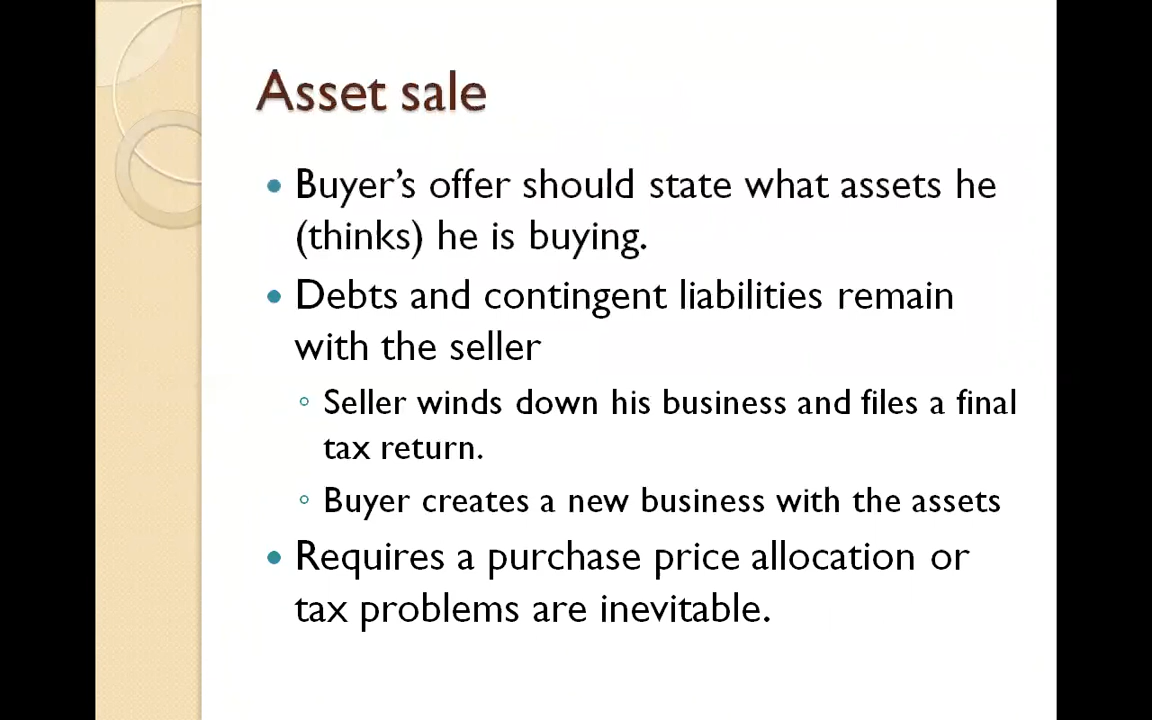 Asset sale
• Buyer’s offer should state what assets he
(thinks) he is buying.
• Debts and contingent liabilities remain
with the seller
◦ Seller winds down his business and files a final
tax return.
◦ Buyer creates a new business with the assets
• Requires a purchase price allocation or
tax problems are inevitable.